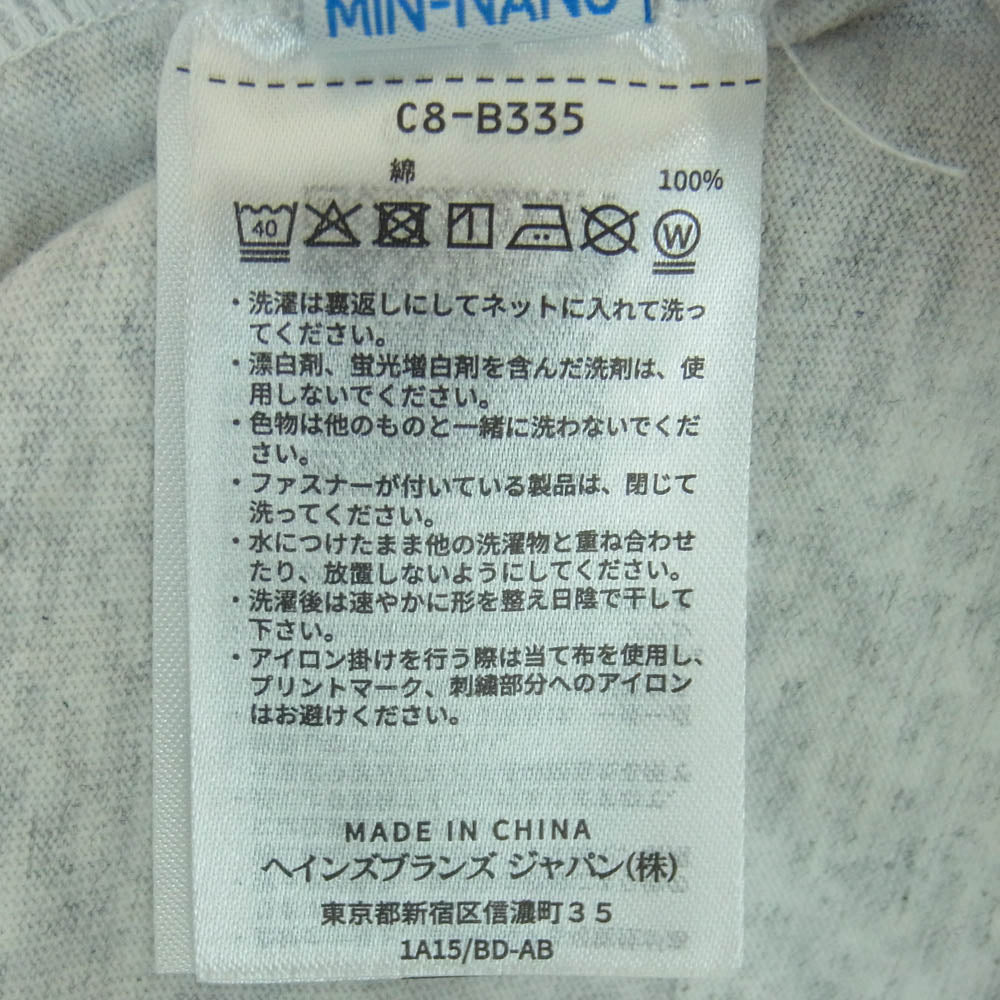 MIN-NANO
C8-B335
綿
100%
40
W
・洗濯は裏返しにしてネットに入れて洗っ
てください。
・漂白剤、蛍光増白剤を含んだ洗剤は、使
用しないでください。
・色物は他のものと一緒に洗わないでくだ
さい。
・ファスナーが付いている製品は、閉じて
洗ってください。
・水につけたまま他の洗濯物と重ね合わせ
たり、放置しないようにしてください。
・洗濯後は速やかに形を整え日陰で干して
下さい。
・アイロン掛けを行う際は当て布を使用し、
プリントマーク、刺繍部分へのアイロン
はお避けください。
MADE IN CHINA
ヘインズブランズ ジャパン(株)
東京都新宿区信濃町３５
1A15/BD-AB